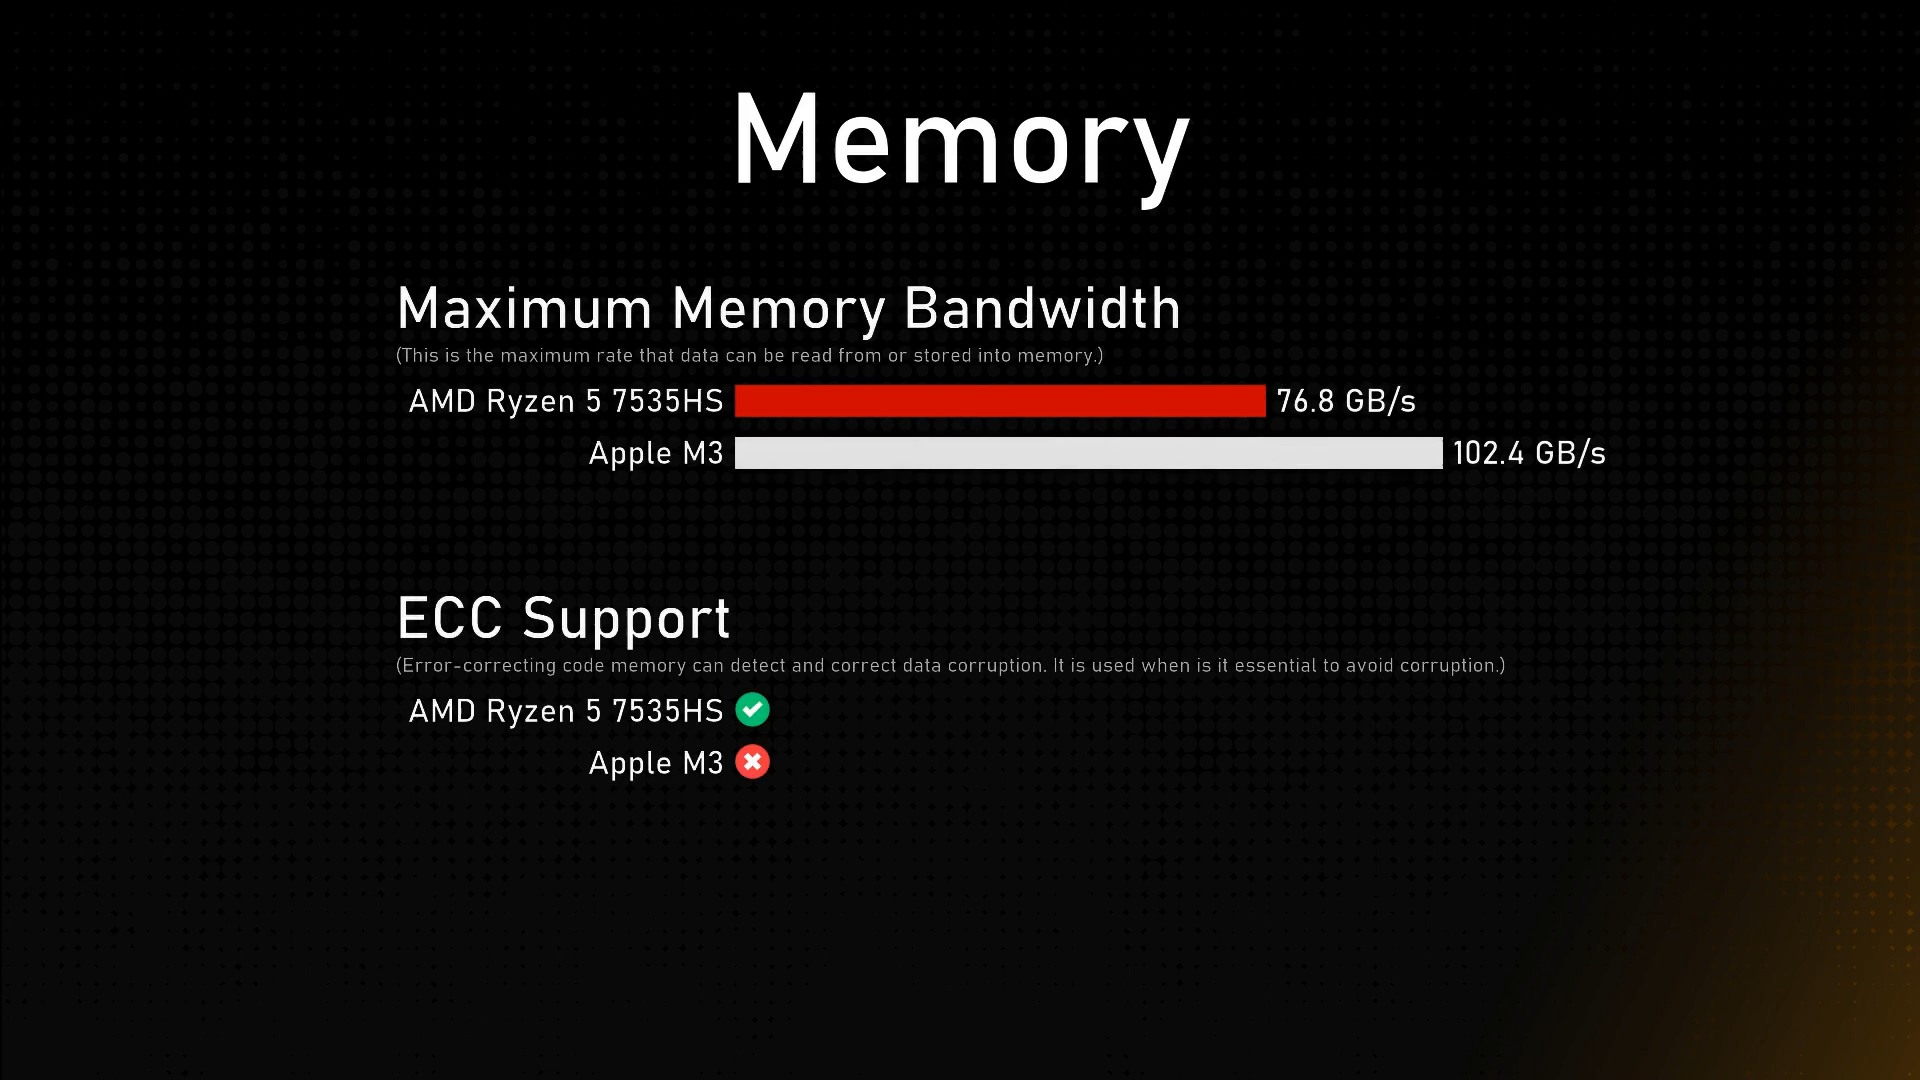 Memory
Maximum Memory Bandwidth
(This is the maximum rate that data can be read from or stored into memory.)
AMD Ryzen 5 7535HS 76.8 GB/s
Apple M3 102.4 GB/s
ECC Support
(Error-correcting code memory can detect and correct data corruption. It is used when is it essential to avoid corruption.)
AMD Ryzen 5 7535HS
Apple M3